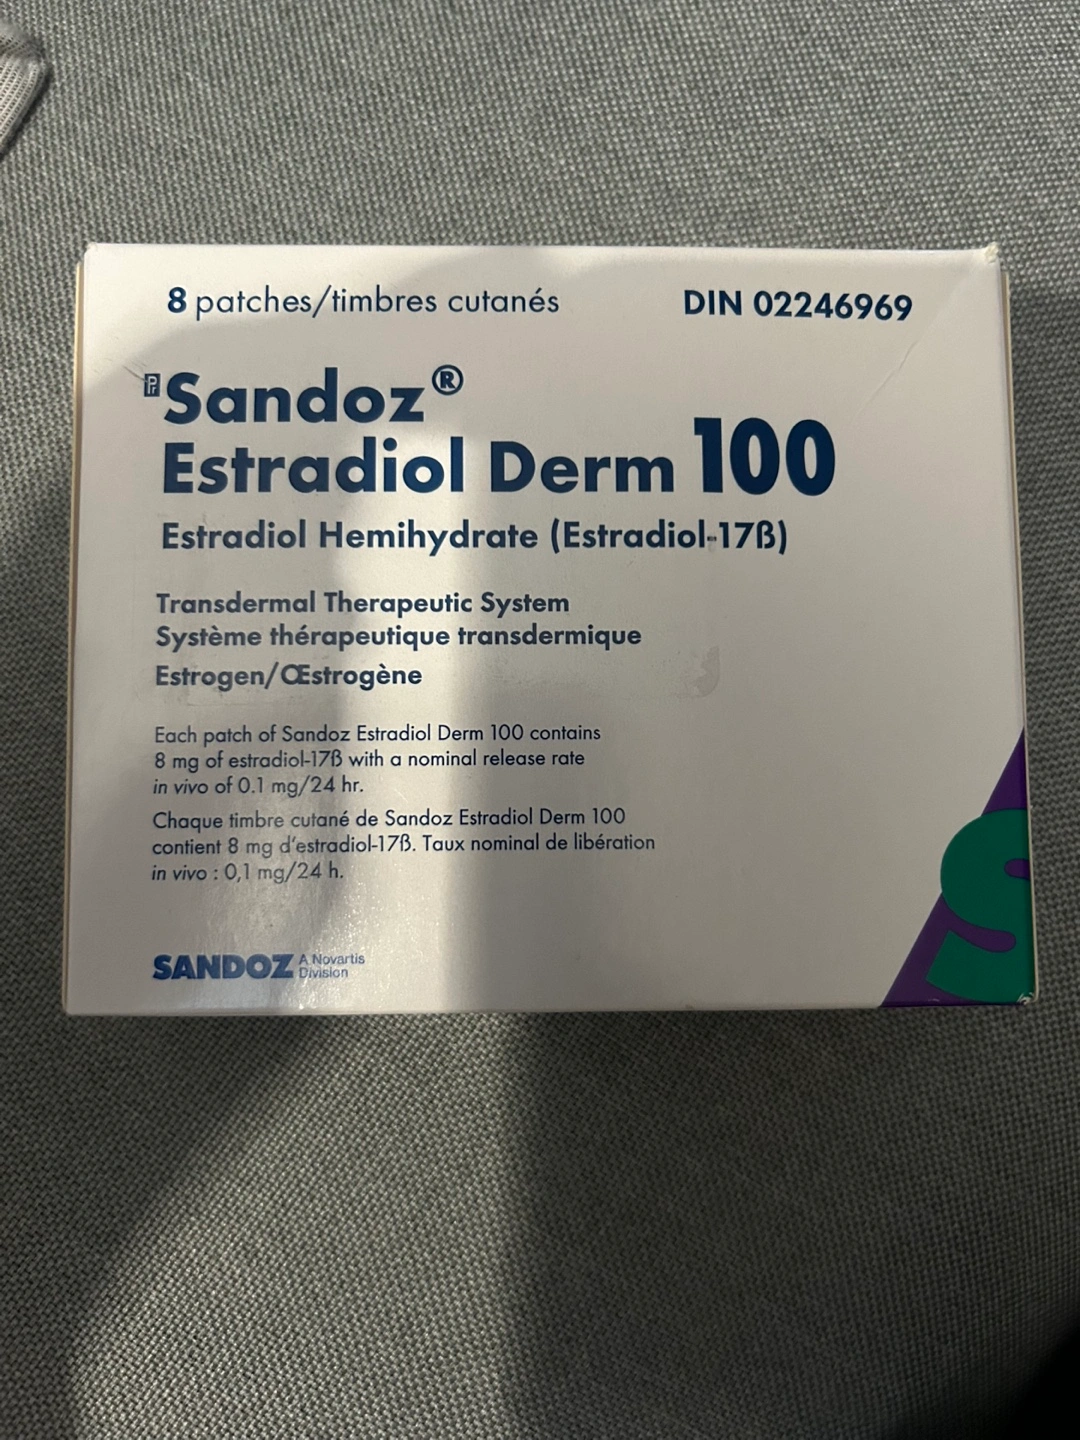 8 patches/timbres cutanés
DIN 02246969
Pr Sandoz®
Estradiol Derm 100
Estradiol Hemihydrate (Estradiol-17ß)
Transdermal Therapeutic System
Système thérapeutique transdermique
Estrogen/Œstrogène
Each patch of Sandoz Estradiol Derm 100 contains
8 mg of estradiol-17ß with a nominal release rate
in vivo of 0.1 mg/24 hr.
Chaque timbre cutané de Sandoz Estradiol Derm 100
contient 8 mg d'estradiol-17ß. Taux nominal de libération
in vivo : 0,1 mg/24 h.
SANDOZ A Novartis
Division
S